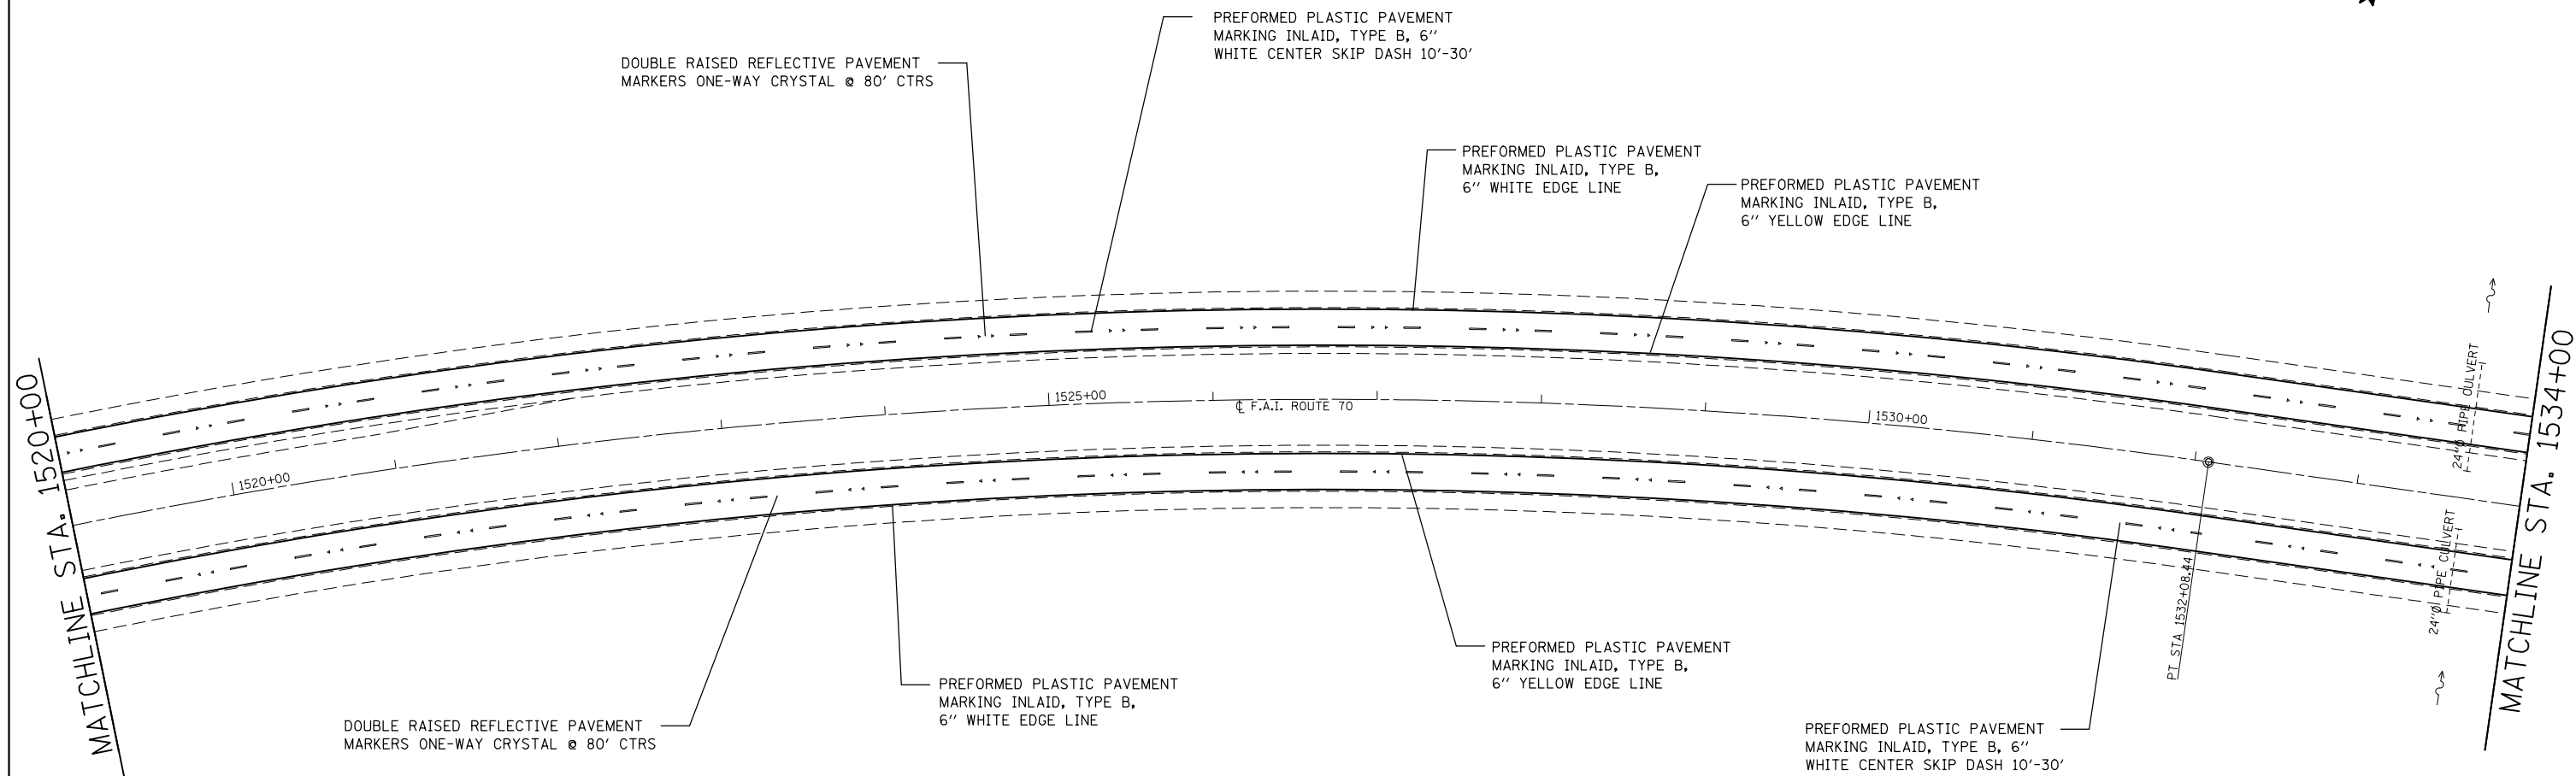 PREFORMED PLASTIC PAVEMENT
MARKING INLAID, TYPE B, 6"
WHITE CENTER SKIP DASH 10'-30'
DOUBLE RAISED REFLECTIVE PAVEMENT
MARKERS ONE-WAY CRYSTAL @ 80' CTRS
PREFORMED PLASTIC PAVEMENT
MARKING INLAID, TYPE B,
6" WHITE EDGE LINE
PREFORMED PLASTIC PAVEMENT
MARKING INLAID, TYPE B,
6" YELLOW EDGE LINE
MATCHLINE STA. 1520+00
1520+00
1525+00
℄ F.A.I. ROUTE 70
1530+00
24"Ø PIPE CULVERT
MATCHLINE STA. 1534+00
24"Ø PIPE CULVERT
PT STA 1532+08.44
PREFORMED PLASTIC PAVEMENT
MARKING INLAID, TYPE B,
6" YELLOW EDGE LINE
PREFORMED PLASTIC PAVEMENT
MARKING INLAID, TYPE B,
6" WHITE EDGE LINE
DOUBLE RAISED REFLECTIVE PAVEMENT
MARKERS ONE-WAY CRYSTAL @ 80' CTRS
PREFORMED PLASTIC PAVEMENT
MARKING INLAID, TYPE B, 6"
WHITE CENTER SKIP DASH 10'-30'